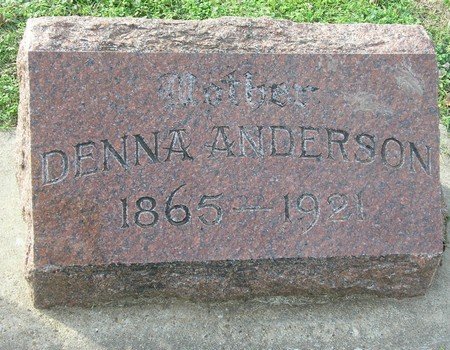 Mother
DENNA ANDERSON
1865-1921